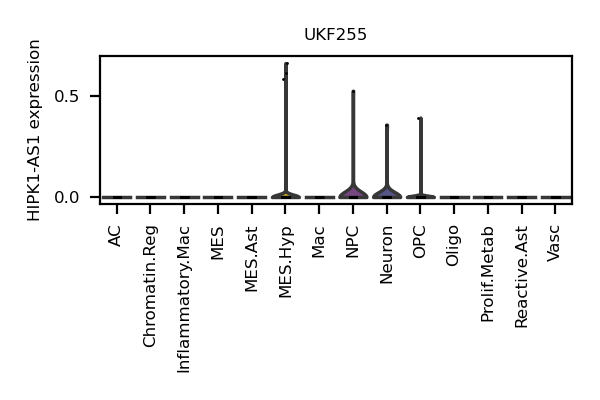 UKF255
HIPK1-AS1 expression
0.5
0.0
AC
Chromatin.Reg
Inflammatory.Mac
MES
MES.Ast
MES.Hyp
Mac
NPC
Neuron
OPC
Oligo
Prolif.Metab
Reactive.Ast
Vasc